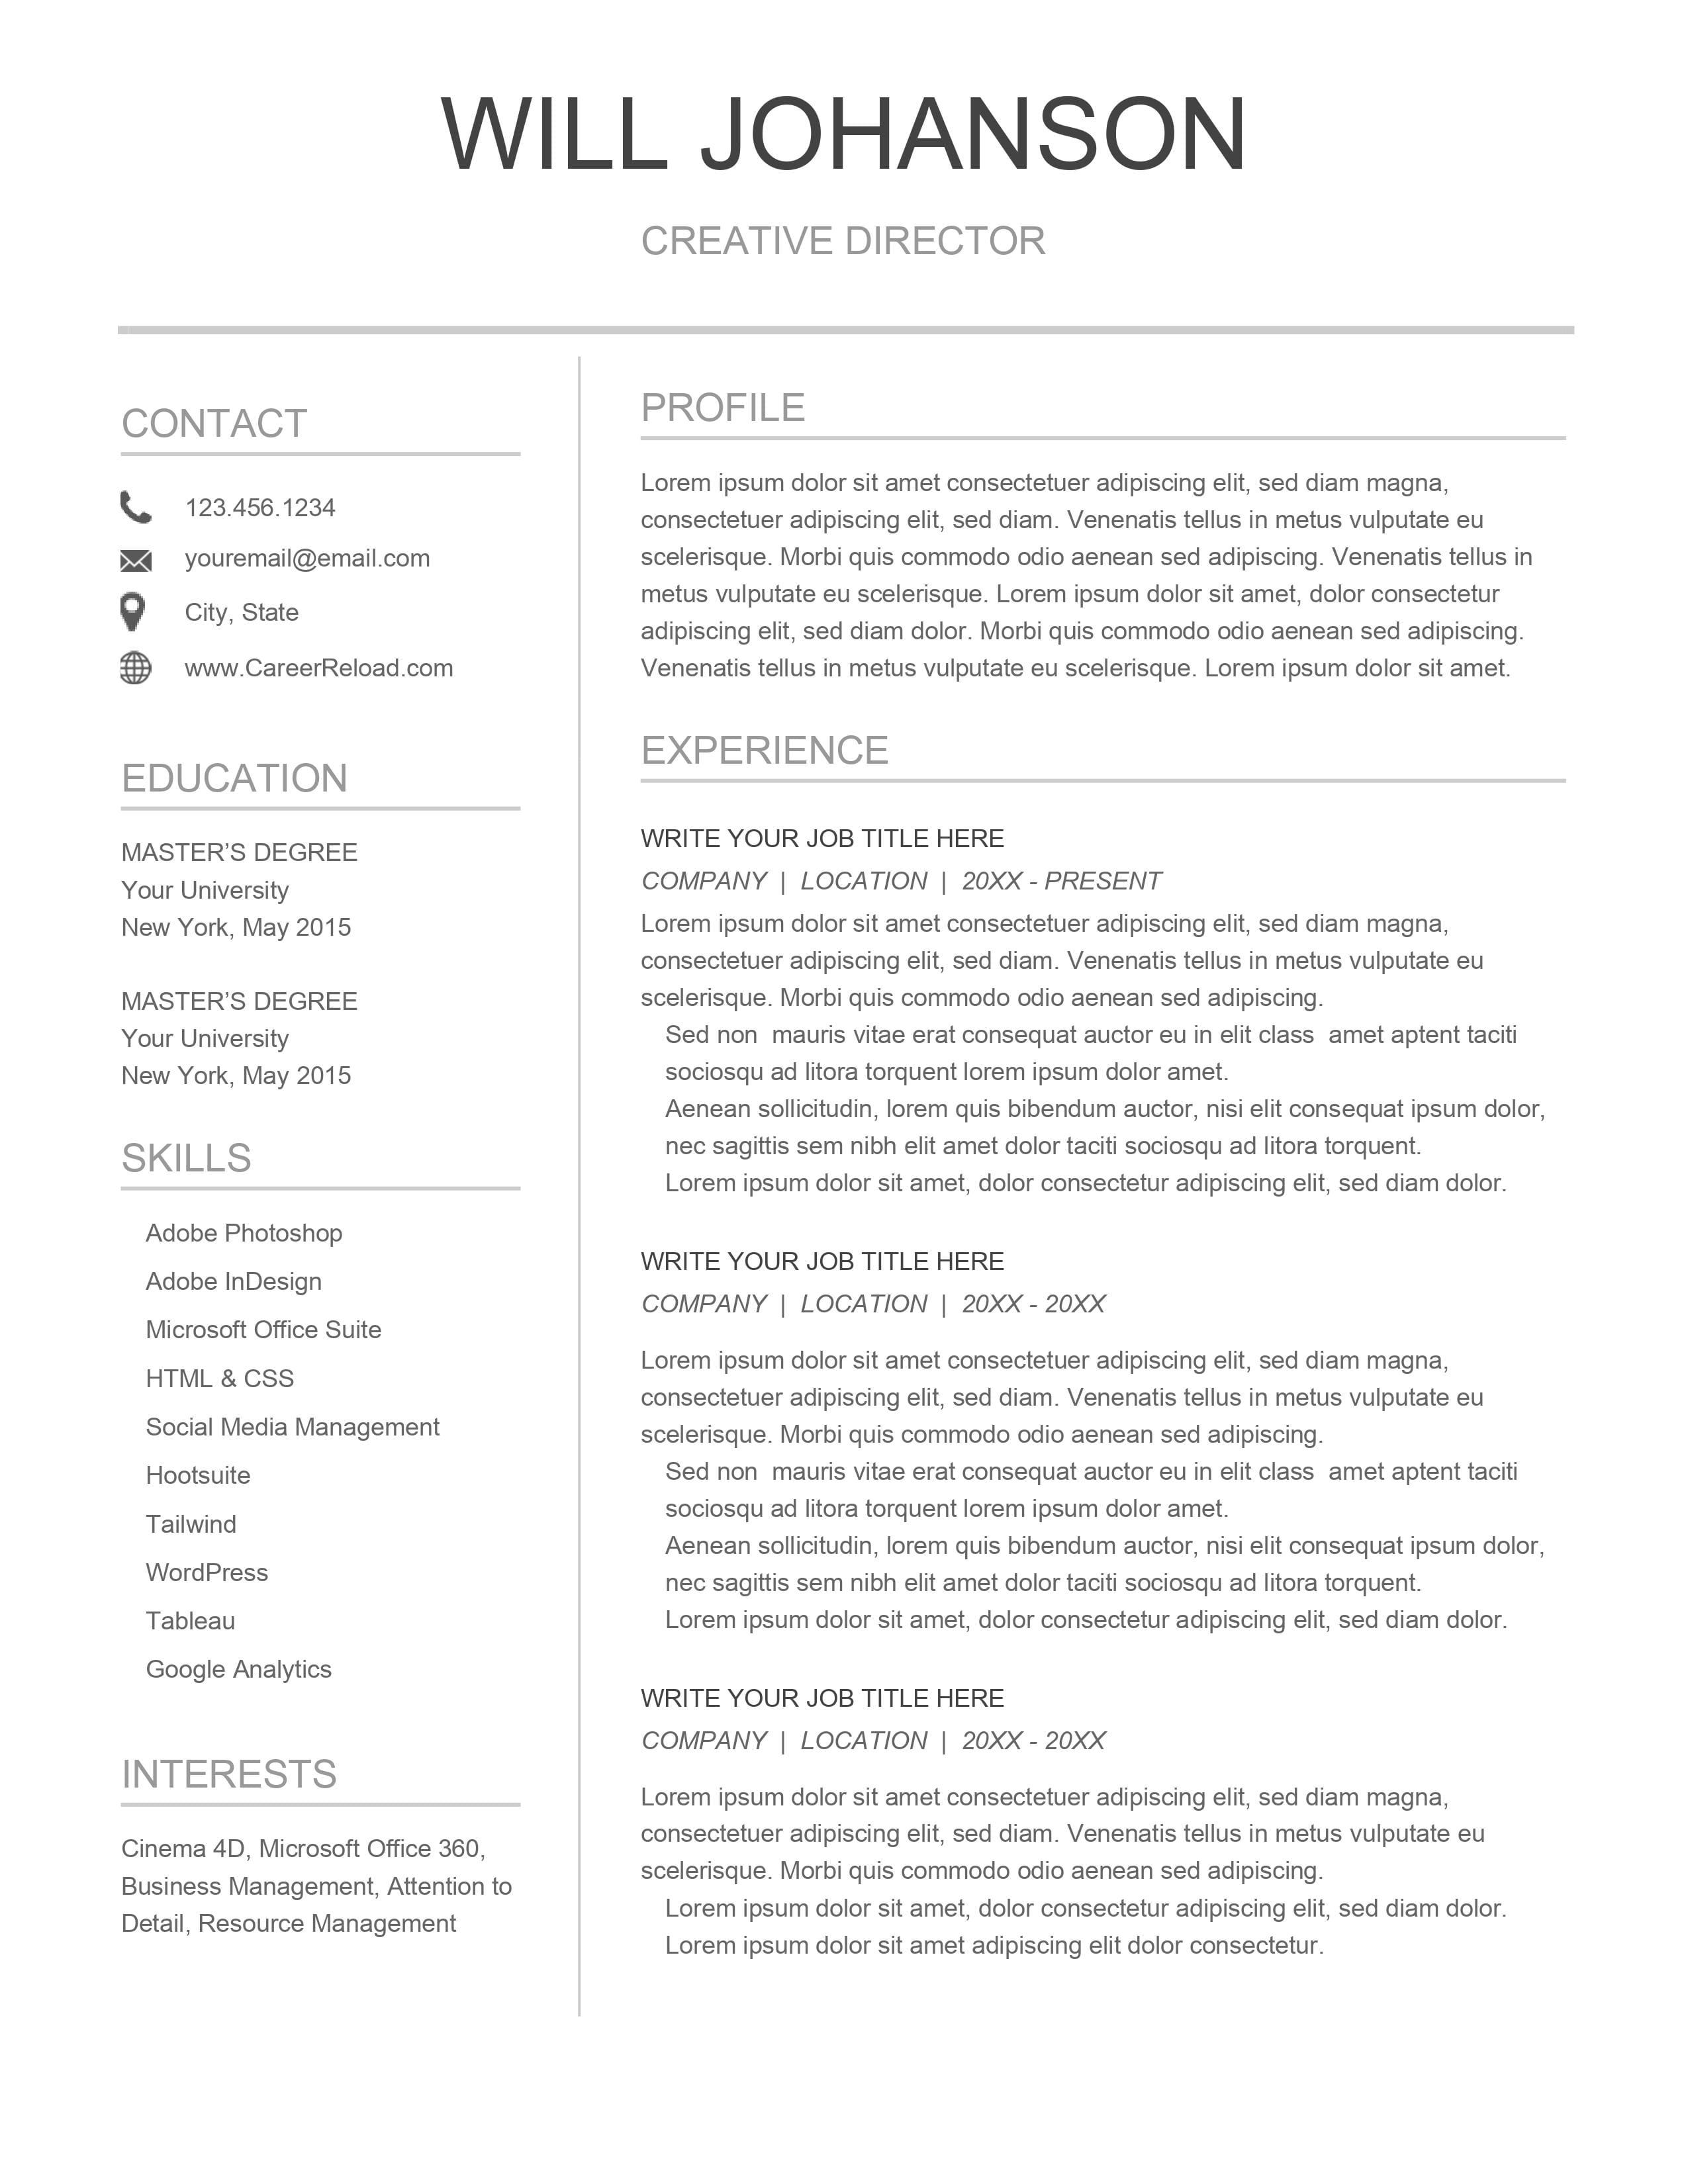 WILL JOHANSON
CREATIVE DIRECTOR
CONTACT
123.456.1234
youremail@email.com
City, State
www.CareerReload.com
EDUCATION
MASTER’S DEGREE
Your University
New York, May 2015
MASTER’S DEGREE
Your University
New York, May 2015
SKILLS
Adobe Photoshop
Adobe InDesign
Microsoft Office Suite
HTML & CSS
Social Media Management
Hootsuite
Tailwind
WordPress
Tableau
Google Analytics
INTERESTS
Cinema 4D, Microsoft Office 360,
Business Management, Attention to
Detail, Resource Management
PROFILE
Lorem ipsum dolor sit amet consectetuer adipiscing elit, sed diam magna,
consectetuer adipiscing elit, sed diam. Venenatis tellus in metus vulputate eu
scelerisque. Morbi quis commodo odio aenean sed adipiscing. Venenatis tellus in
metus vulputate eu scelerisque. Lorem ipsum dolor sit amet, dolor consectetur
adipiscing elit, sed diam dolor. Morbi quis commodo odio aenean sed adipiscing.
Venenatis tellus in metus vulputate eu scelerisque. Lorem ipsum dolor sit amet.
EXPERIENCE
WRITE YOUR JOB TITLE HERE
COMPANY | LOCATION | 20XX - PRESENT
Lorem ipsum dolor sit amet consectetuer adipiscing elit, sed diam magna,
consectetuer adipiscing elit, sed diam. Venenatis tellus in metus vulputate eu
scelerisque. Morbi quis commodo odio aenean sed adipiscing.
Sed non  mauris vitae erat consequat auctor eu in elit class  amet aptent taciti
sociosqu ad litora torquent lorem ipsum dolor amet.
Aenean sollicitudin, lorem quis bibendum auctor, nisi elit consequat ipsum dolor,
nec sagittis sem nibh elit amet dolor taciti sociosqu ad litora torquent.
Lorem ipsum dolor sit amet, dolor consectetur adipiscing elit, sed diam dolor.
WRITE YOUR JOB TITLE HERE
COMPANY | LOCATION | 20XX - 20XX
Lorem ipsum dolor sit amet consectetuer adipiscing elit, sed diam magna,
consectetuer adipiscing elit, sed diam. Venenatis tellus in metus vulputate eu
scelerisque. Morbi quis commodo odio aenean sed adipiscing.
Sed non  mauris vitae erat consequat auctor eu in elit class  amet aptent taciti
sociosqu ad litora torquent lorem ipsum dolor amet.
Aenean sollicitudin, lorem quis bibendum auctor, nisi elit consequat ipsum dolor,
nec sagittis sem nibh elit amet dolor taciti sociosqu ad litora torquent.
Lorem ipsum dolor sit amet, dolor consectetur adipiscing elit, sed diam dolor.
WRITE YOUR JOB TITLE HERE
COMPANY | LOCATION | 20XX - 20XX
Lorem ipsum dolor sit amet consectetuer adipiscing elit, sed diam magna,
consectetuer adipiscing elit, sed diam. Venenatis tellus in metus vulputate eu
scelerisque. Morbi quis commodo odio aenean sed adipiscing.
Lorem ipsum dolor sit amet, dolor consectetur adipiscing elit, sed diam dolor.
Lorem ipsum dolor sit amet adipiscing elit dolor consectetur.